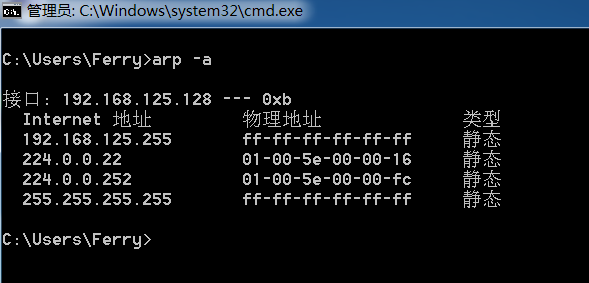 管理员: C:\Windows\system32\cmd.exe
C:\Users\Ferry>arp -a
接口: 192.168.125.128 --- 0xb
Internet 地址 物理地址 类型
192.168.125.255 ff-ff-ff-ff-ff-ff 静态
224.0.0.22 01-00-5e-00-00-16 静态
224.0.0.252 01-00-5e-00-00-fc 静态
255.255.255.255 ff-ff-ff-ff-ff-ff 静态
C:\Users\Ferry>